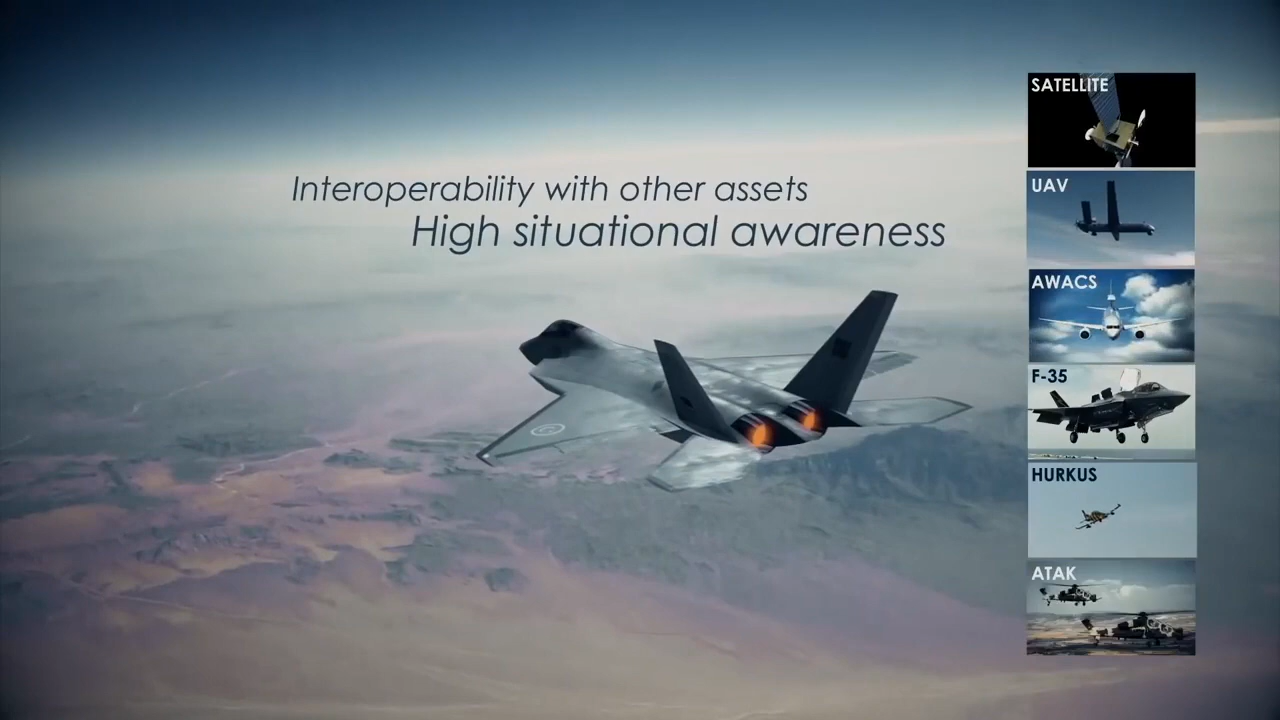 Interoperability with other assets
High situational awareness
SATELLITE
UAV
AWACS
F-35
HURKUS
ATAK